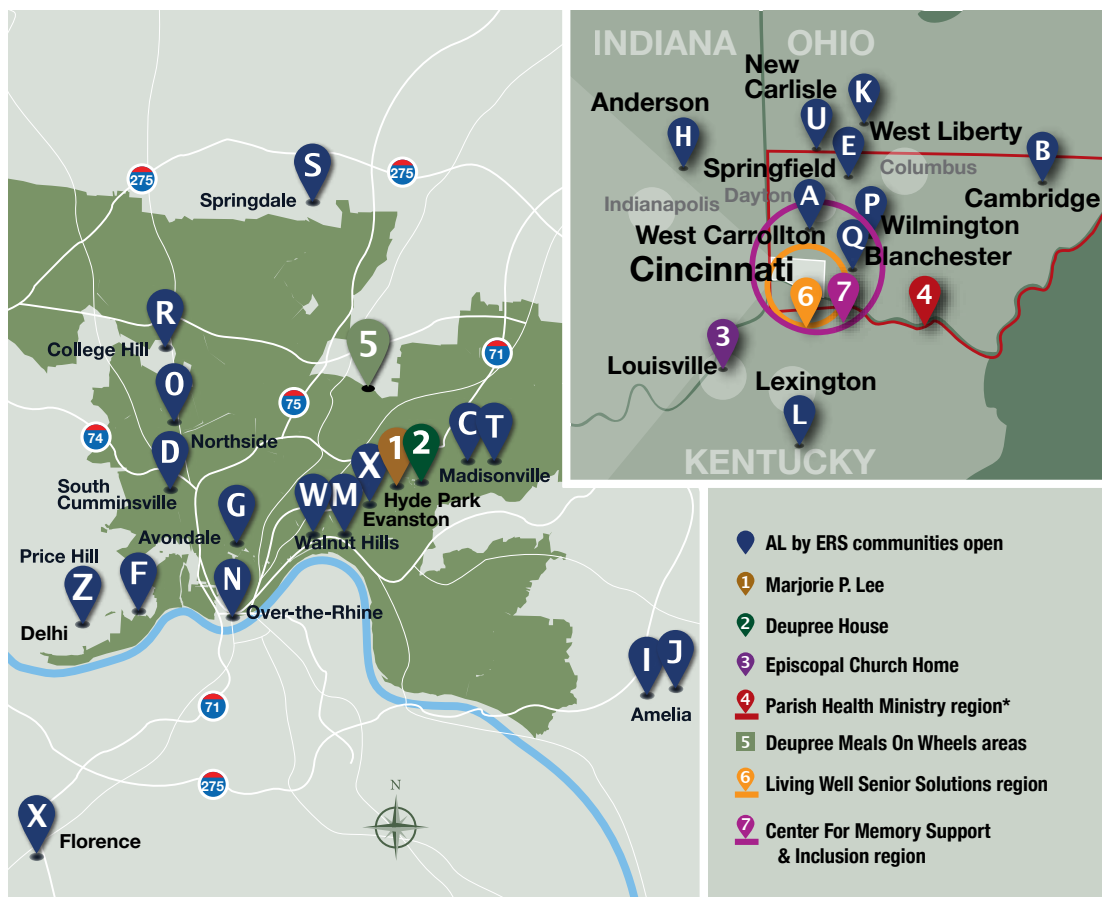 S
275
275
Springdale
R
College Hill
5
71
O
75
74
Northside
C
T
1
2
D
X
Madisonville
South
Cumminsville
W
M
Hyde Park
Evanston
G
Avondale
Walnut Hills
Price Hill
Z
F
N
Over-the-Rhine
Delhi
I
J
Amelia
71
275
N
X
Florence
INDIANA
OHIO
New
Carlisle
K
Anderson
H
U
West Liberty
E
B
Springfield
Columbus
Dayton
A
Cambridge
Indianapolis
P
Wilmington
West Carrollton
Q
Blanchester
Cincinnati
6
7
4
3
Louisville
Lexington
L
KENTUCKY
AL by ERS communities open
1 Marjorie P. Lee
2 Deupree House
3 Episcopal Church Home
4 Parish Health Ministry region*
5 Deupree Meals On Wheels areas
6 Living Well Senior Solutions region
7 Center For Memory Support
& Inclusion region